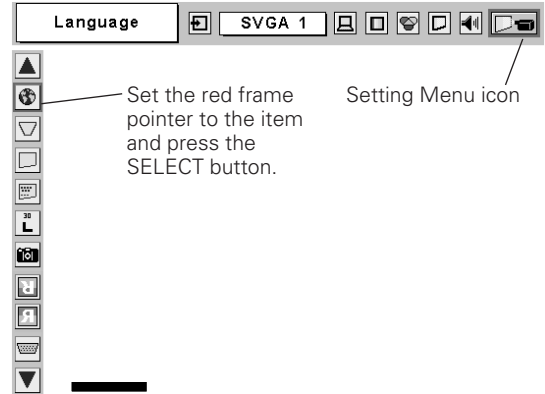 Language
SVGA 1
Set the red frame
pointer to the item
and press the
SELECT button.
Setting Menu icon
30
L
R
R